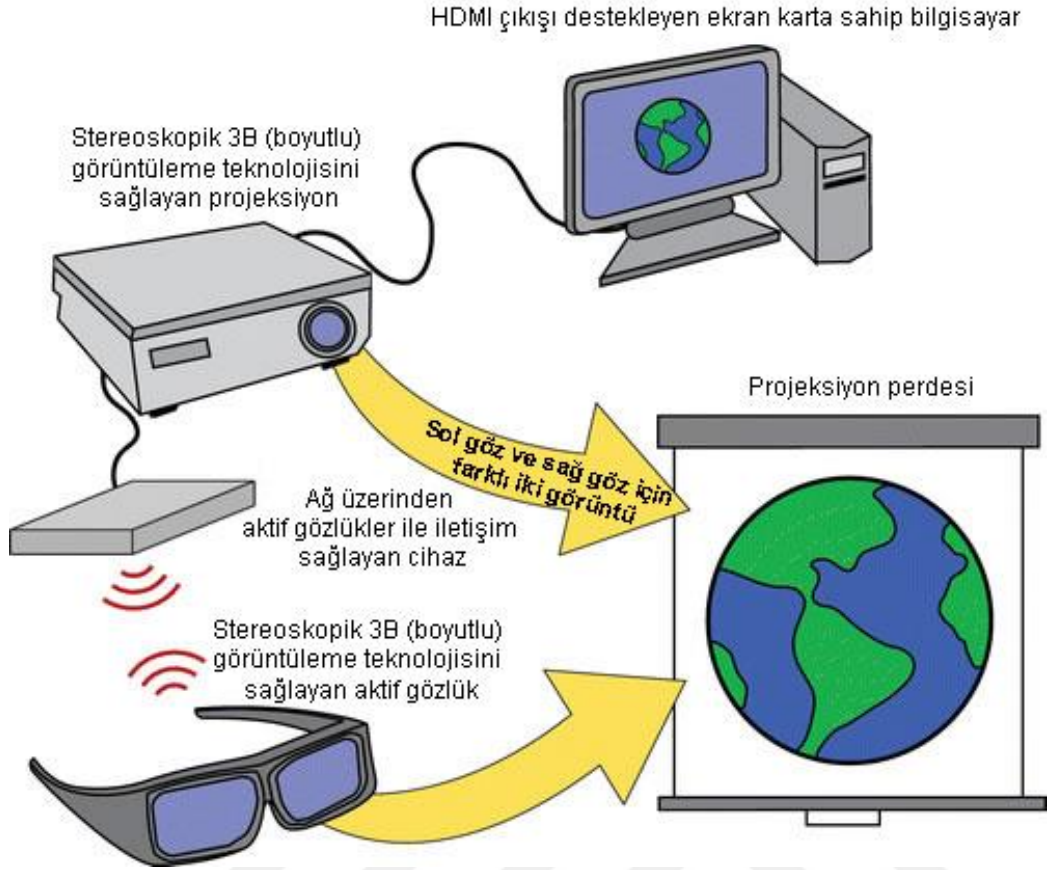 HDMI çıkışı destekleyen ekran karta sahip bilgisayar
Stereoskopik 3B (boyutlu)
görüntüleme teknolojisini
sağlayan projeksiyon
Projeksiyon perdesi
Sol göz ve sağ göz için
farklı iki görüntü
Ağ üzerinden
aktif gözlükler ile iletişim
sağlayan cihaz
Stereoskopik 3B (boyutlu)
görüntüleme teknolojisini
sağlayan aktif gözlük